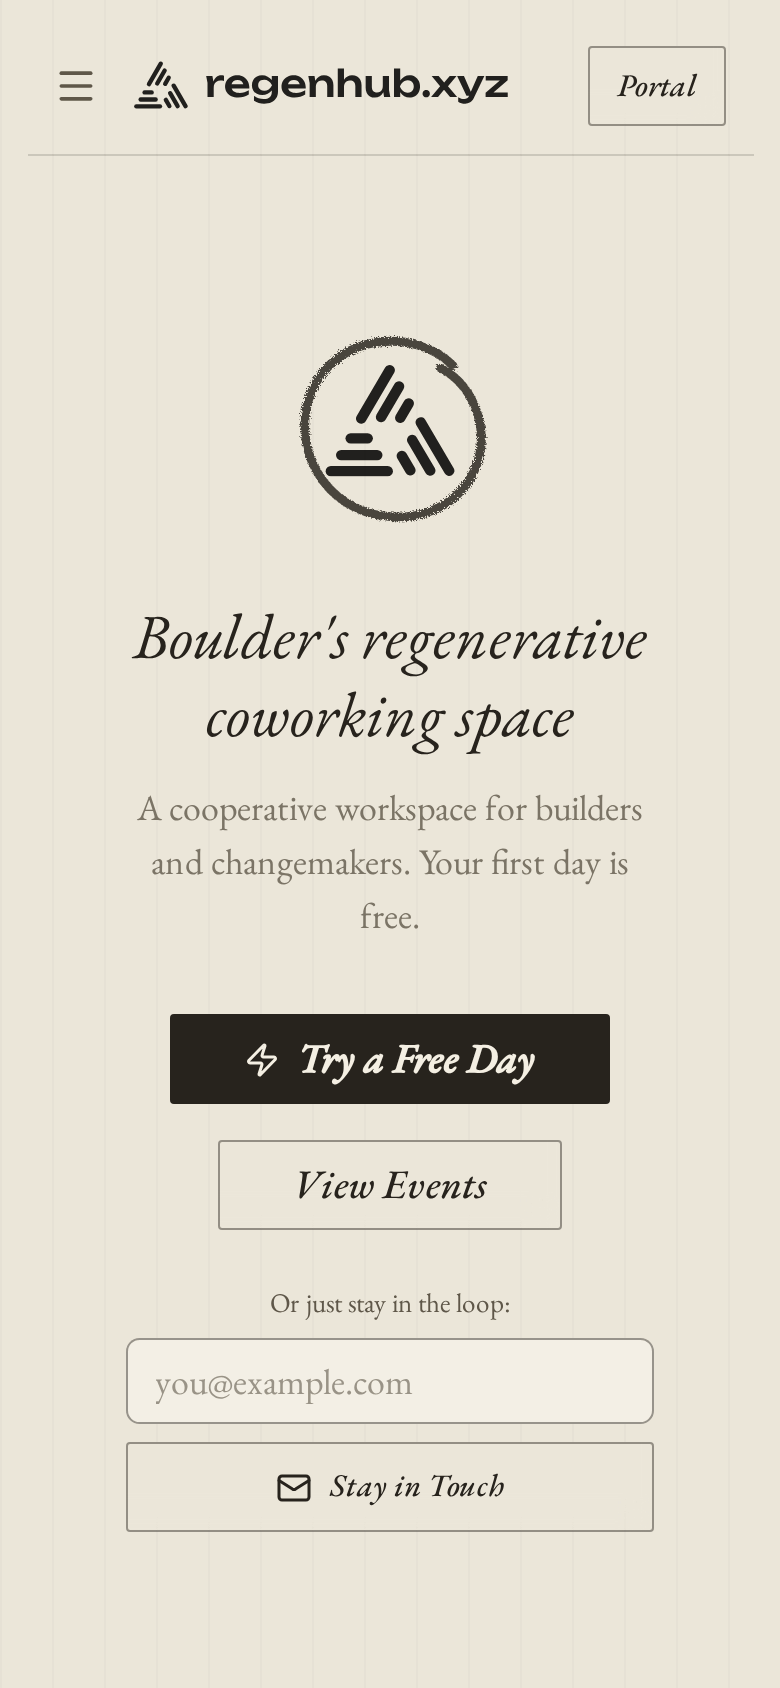 regenhub.xyz
Portal
Boulder's regenerative
coworking space
A cooperative workspace for builders
and changemakers. Your first day is
free.
Try a Free Day
View Events
Or just stay in the loop:
you@example.com
Stay in Touch